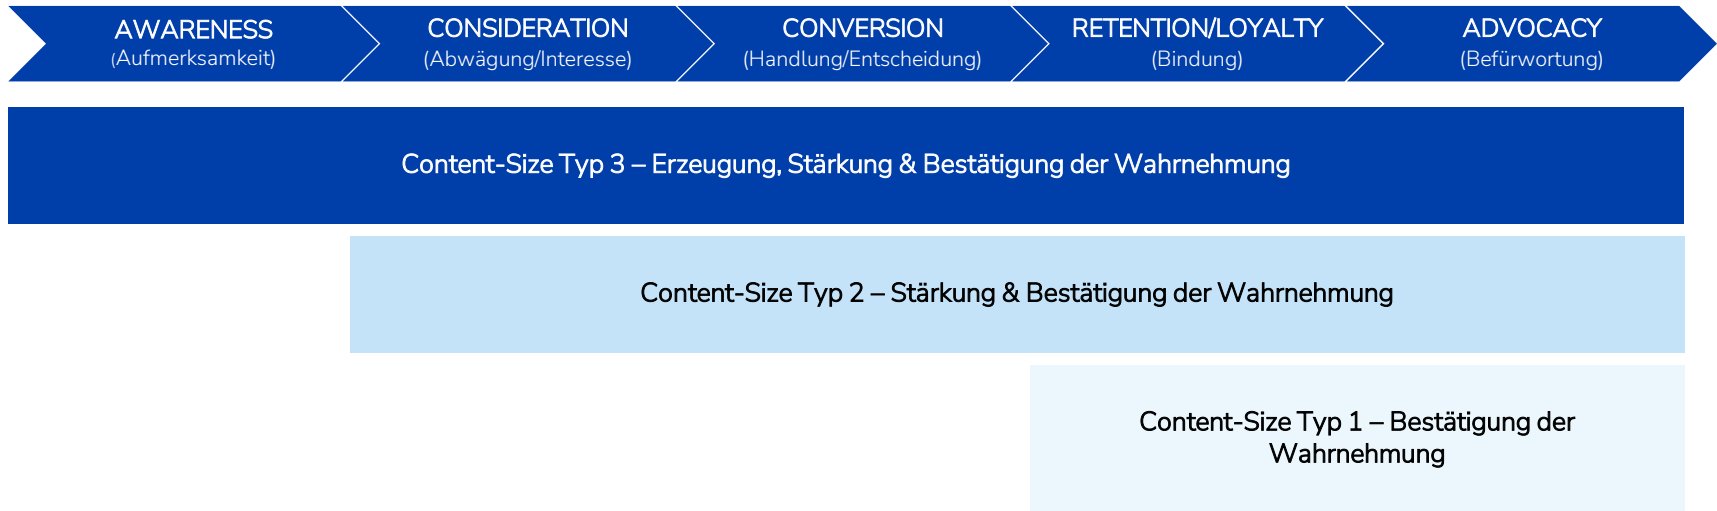 AWARENESS
(Aufmerksamkeit)
CONSIDERATION
(Abwägung/Interesse)
CONVERSION
(Handlung/Entscheidung)
RETENTION/LOYALTY
(Bindung)
ADVOCACY
(Befürwortung)
Content-Size Typ 3 – Erzeugung, Stärkung & Bestätigung der Wahrnehmung
Content-Size Typ 2 – Stärkung & Bestätigung der Wahrnehmung
Content-Size Typ 1 – Bestätigung der
Wahrnehmung